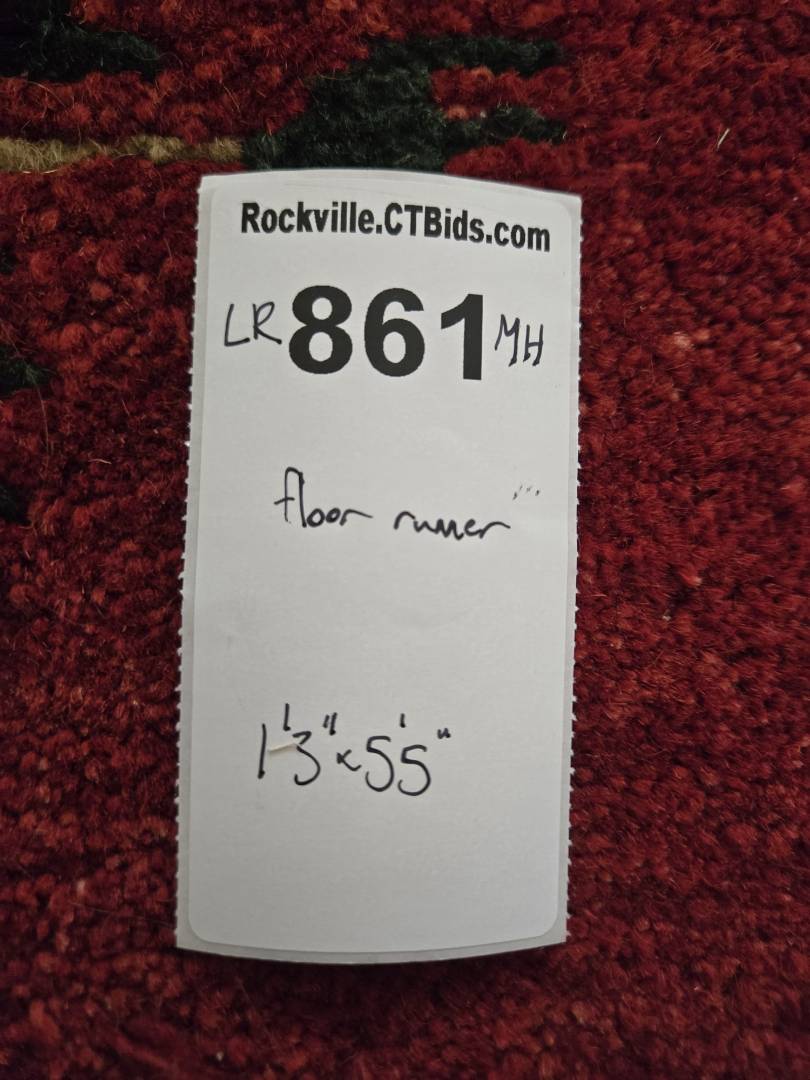 Rockville.CTBids.com
LR 861 MH
floor runner
1'3" x 5'5"